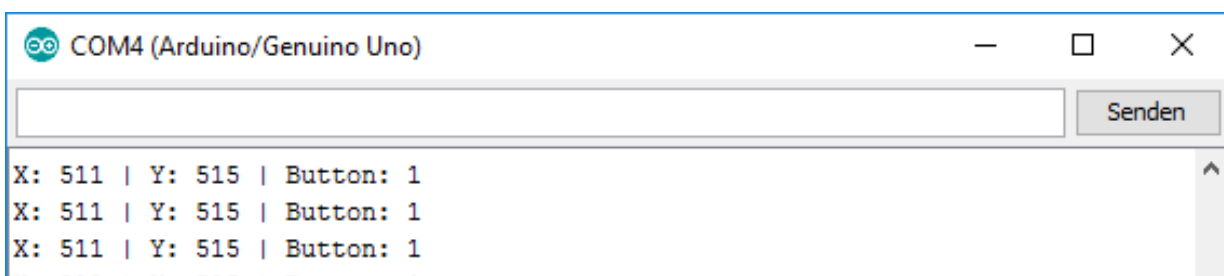 COM4 (Arduino/Genuino Uno)
Senden
X: 511 | Y: 515 | Button: 1
X: 511 | Y: 515 | Button: 1
X: 511 | Y: 515 | Button: 1